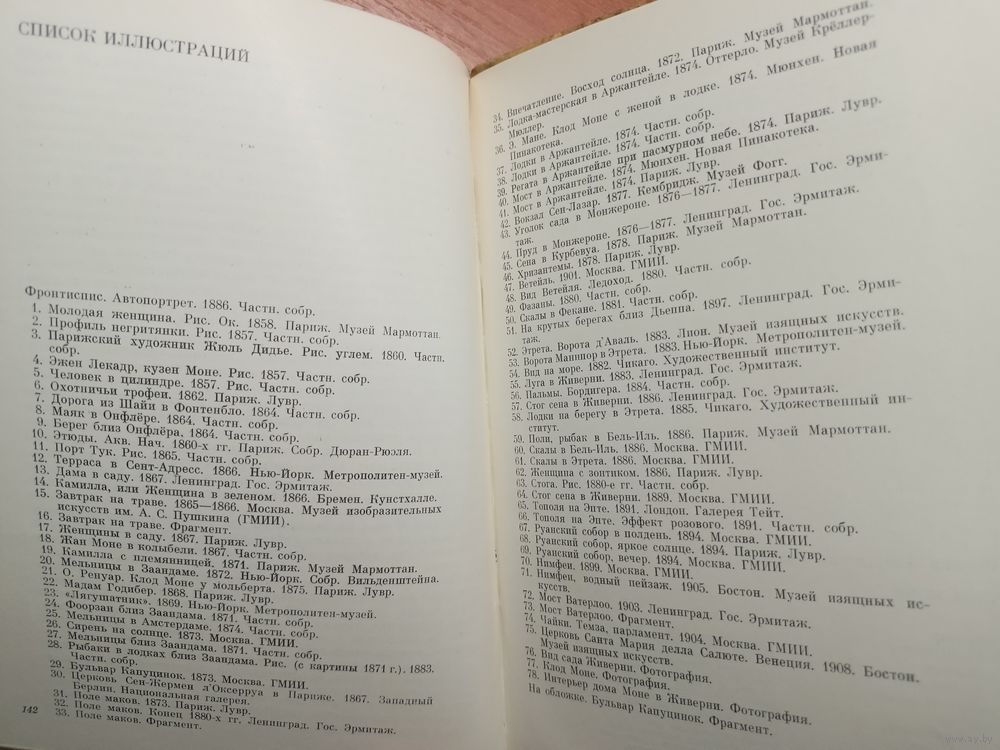 СПИСОК ИЛЛЮСТРАЦИЙ
Фронтиспис. Автопортрет. 1886. Частн. собр.
1. Молодая женщина. Рис. Ок. 1858. Париж. Музей Мармоттан.
2. Профиль негритянки. Рис. 1857. Частн. собр.
3. Парижский художник Жюль Дидье. Рис. углем. 1860. Частн.
собр.
4. Эжен Лекадр, кузен Моне. Рис. 1857. Частн. собр.
5. Человек в цилиндре. 1857. Рис. Частн. собр.
6. Охотничьи трофеи. 1862. Париж. Лувр.
7. Дорога из Шайи в Фонтенбло. 1864. Частн. собр.
8. Маяк в Онфлёре. 1864. Частн. собр.
9. Берег близ Онфлёра. 1864. Частн. собр.
10. Этюды. Акв. Нач. 1860-х гг. Париж. Собр. Дюран-Рюэля.
11. Порт Тук. Рис. 1865. Частн. собр.
12. Терраса в Сент-Адресс. 1866. Нью-Йорк. Метрополитен-музей.
13. Дама в саду. 1867. Ленинград. Гос. Эрмитаж.
14. Камилла, или Женщина в зеленом. 1866. Бремен. Кунстхалле.
15. Завтрак на траве. 1865—1866. Москва. Музей изобразительных
искусств им. А. С. Пушкина (ГМИИ).
16. Завтрак на траве. Фрагмент.
17. Женщины в саду. 1867. Париж. Лувр.
18. Жан Моне в колыбели. 1867. Частн. собр.
19. Камилла с племянницей. 1871. Париж. Музей Мармоттан.
20. Мельницы в Заандаме. 1872. Нью-Йорк. Собр. Вильденштейна.
21. О. Ренуар. Клод Моне у мольберта. 1875. Париж. Лувр.
22. Мадам Годибер. 1868. Париж. Лувр.
23. «Лягушатник». 1869. Нью-Йорк. Метрополитен-музей.
24. Фоорзан близ Заандама. 1871. Частн. собр.
25. Мельницы в Амстердаме. 1874. Частн. собр.
26. Сирень на солнце. 1873. Москва. ГМИИ.
27. Мельницы близ Заандама. 1871. Частн. собр.
28. Рыбаки в лодках близ Заандама. Рис. (с картины 1871 г.). 1883.
Частн. собр.
29. Бульвар Капуцинок. 1873. Москва. ГМИИ.
30. Церковь Сен-Жермен л'Оксерруа в Париже. 1867. Западный
Берлин. Национальная галерея.
31. Поле маков. 1873. Париж. Лувр.
32. Поле маков. Конец 1880-х гг. Ленинград. Гос. Эрмитаж.
33. Поле маков. Фрагмент.
142
34. Впечатление. Восход солнца. 1872. Париж. Музей Мармоттан.
35. Лодка-мастерская в Аржантейле. 1874. Оттерло. Музей Крёллер-
Мюллер.
36. Э. Мане. Клод Моне с женой в лодке. 1874. Мюнхен. Новая
Пинакотека.
37. Лодки в Аржантейле. 1874. Частн. собр.
38. Лодки в Аржантейле. 1874. Частн. собр.
39. Регата в Аржантейле при пасмурном небе. 1874. Париж. Лувр.
40. Мост в Аржантейле. 1874. Мюнхен. Новая Пинакотека.
41. Мост в Аржантейле. 1874. Париж. Лувр.
42. Вокзал Сен-Лазар. 1877. Кембридж. Музей Фогг.
43. Уголок сада в Монжероне. 1876—1877. Ленинград. Гос. Эрми-
таж.
44. Пруд в Монжероне. 1876—1877. Ленинград. Гос. Эрмитаж.
45. Сена в Курбевуа. 1878. Париж. Музей Мармоттан.
46. Хризантемы. 1878. Париж. Лувр.
47. Ветейль. 1901. Москва. ГМИИ.
48. Вид Ветейля. Ледоход. 1880. Частн. собр.
49. Фазаны. 1880. Частн. собр.
50. Скалы в Фекане. 1881. Частн. собр.
51. На крутых берегах близ Дьеппа. 1897. Ленинград. Гос. Эрми-
таж.
52. Этрета. Ворота д'Аваль. 1883. Лион. Музей изящных искусств.
53. Ворота Маннпор в Этрета. 1883. Нью-Йорк. Метрополитен-музей.
54. Вид на море. 1882. Чикаго. Художественный институт.
55. Луга в Живерни. 1883. Ленинград. Гос. Эрмитаж.
56. Пальмы. Бордигера. 1884. Частн. собр.
57. Стог сена в Живерни. 1886. Ленинград. Гос. Эрмитаж.
58. Лодки на берегу в Этрета. 1885. Чикаго. Художественный ин-
ститут.
59. Поли, рыбак в Бель-Иль. 1886. Париж. Музей Мармоттан.
60. Скалы в Бель-Иль. 1886. Москва. ГМИИ.
61. Скалы в Этрета. 1886. Москва. ГМИИ.
62. Женщина с зонтиком. 1886. Париж. Лувр.
63. Стога. Рис. 1880-е гг. Частн. собр.
64. Стог сена в Живерни. 1889. Москва. ГМИИ.
65. Тополя на Эпте. 1891. Лондон. Галерея Тейт.
66. Тополя на Эпте. Эффект розового. 1891. Частн. собр.
67. Руанский собор в полдень. 1894. Москва. ГМИИ.
68. Руанский собор, яркое солнце. 1894. Париж. Лувр.
69. Руанский собор, вечер. 1894. Москва. ГМИИ.
70. Нимфеи. 1899. Москва. ГМИИ.
71. Нимфеи, водный пейзаж. 1905. Бостон. Музей изящных ис-
кусств.
72. Мост Ватерлоо. 1903. Ленинград. Гос. Эрмитаж.
73. Мост Ватерлоо. Фрагмент.
74. Чайки. Темза, парламент. 1904. Москва. ГМИИ.
75. Церковь Санта Мария делла Салюте. Венеция. 1908. Бостон.
Музей изящных искусств.
76. Вид сада Живерни. Фотография.
77. Клод Моне. Фотография.
78. Интерьер дома Моне в Живерни. Фотография.
На обложке. Бульвар Капуцинок. Фрагмент.
www.ay.by